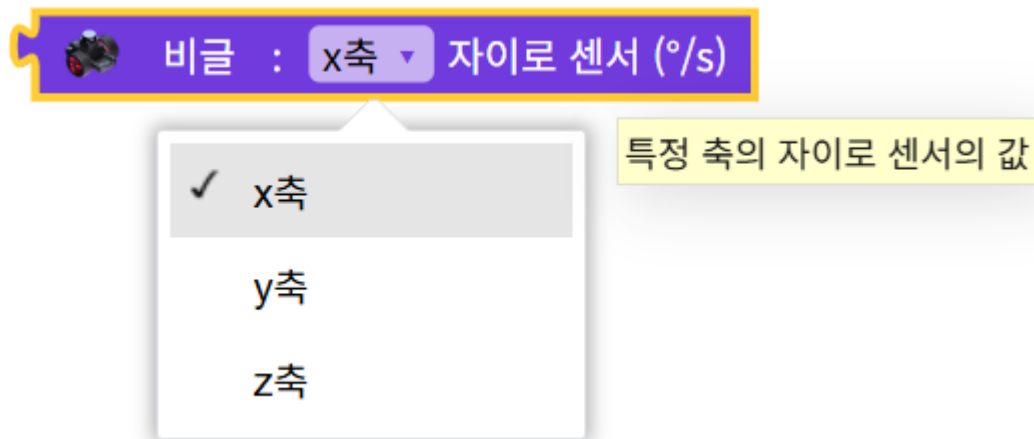 비글 : x축 ▾ 자이로 센서 (°/s)
특정 축의 자이로 센서의 값
✓ x축
y축
z축